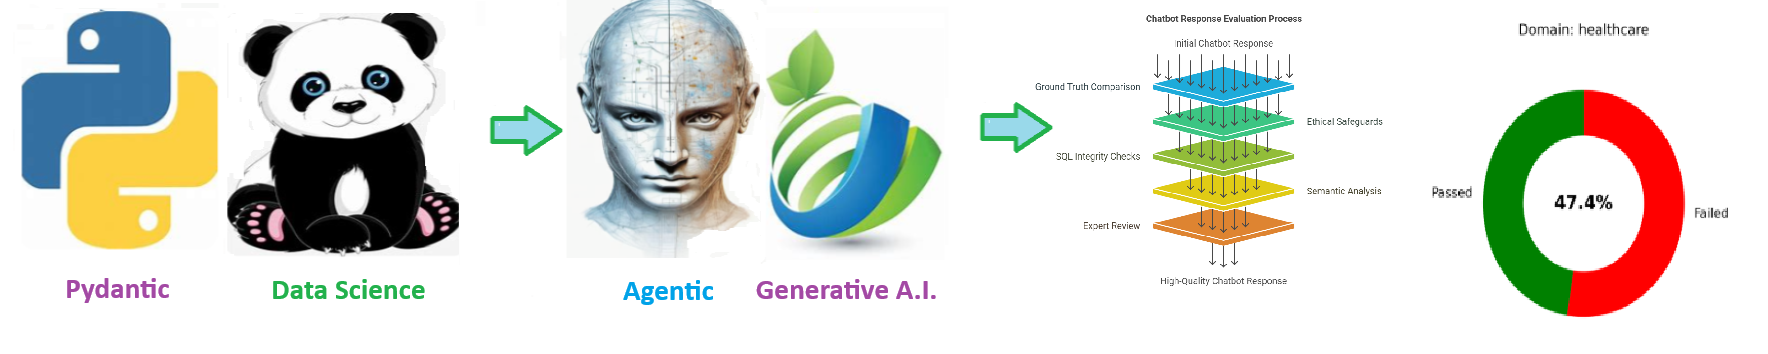 Pydantic
Data Science
Agentic
Generative A.I.
Chatbot Response Evaluation Process
Initial Chatbot Response
Ground Truth Comparison
Ethical Safeguards
SQL Integrity Checks
Semantic Analysis
Expert Review
High-Quality Chatbot Response
Domain: healthcare
Passed
47.4%
Failed